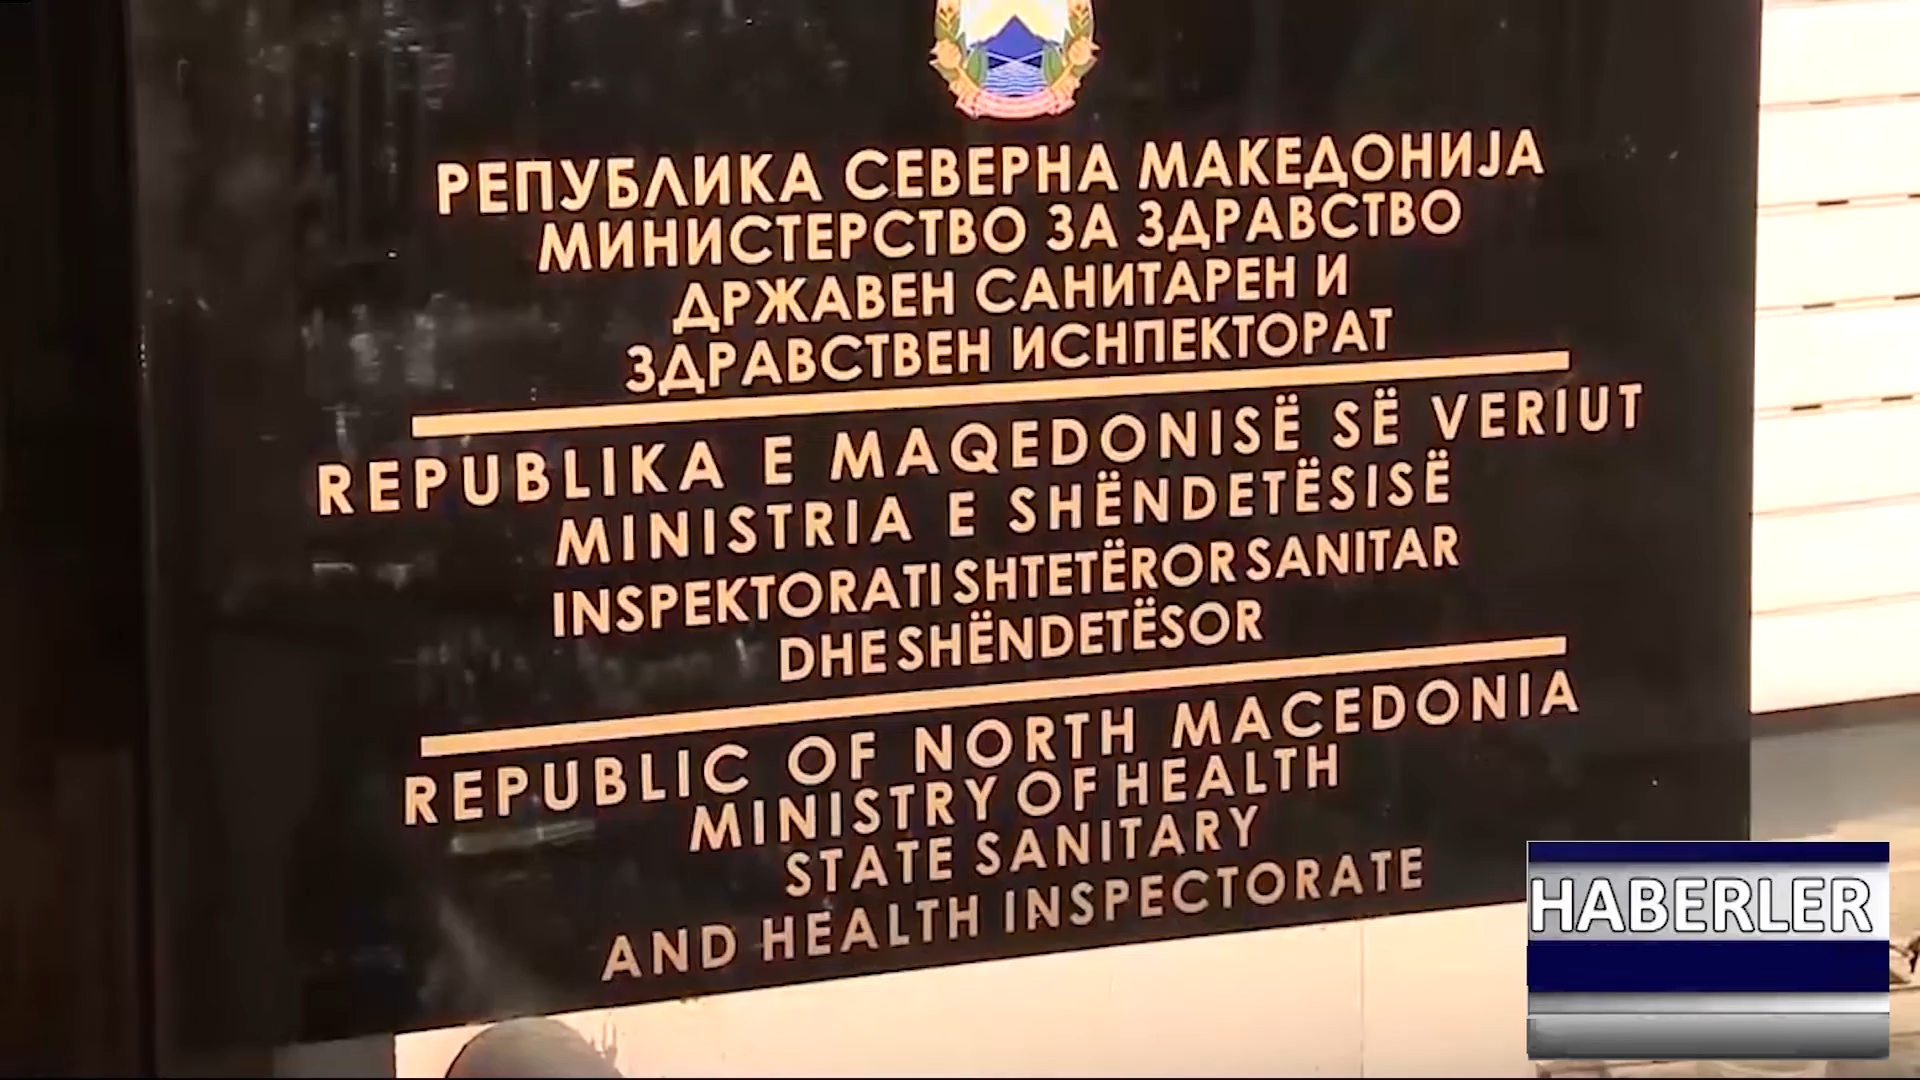 РЕПУБЛИКА СЕВЕРНА МАКЕДОНИЈА
МИНИСТЕРСТВО ЗА ЗДРАВСТВО
ДРЖАВЕН САНИТАРЕН И
ЗДРАВСТВЕН ИСНПЕКТОРАТ
REPUBLIKA E MAQEDONISË SË VERIUT
MINISTRIA E SHËNDETËSISË
INSPEKTORATI SHTETËROR SANITAR
DHE SHËNDETËSOR
REPUBLIC OF NORTH MACEDONIA
MINISTRY OF HEALTH
STATE SANITARY
AND HEALTH INSPECTORATE
HABERLER